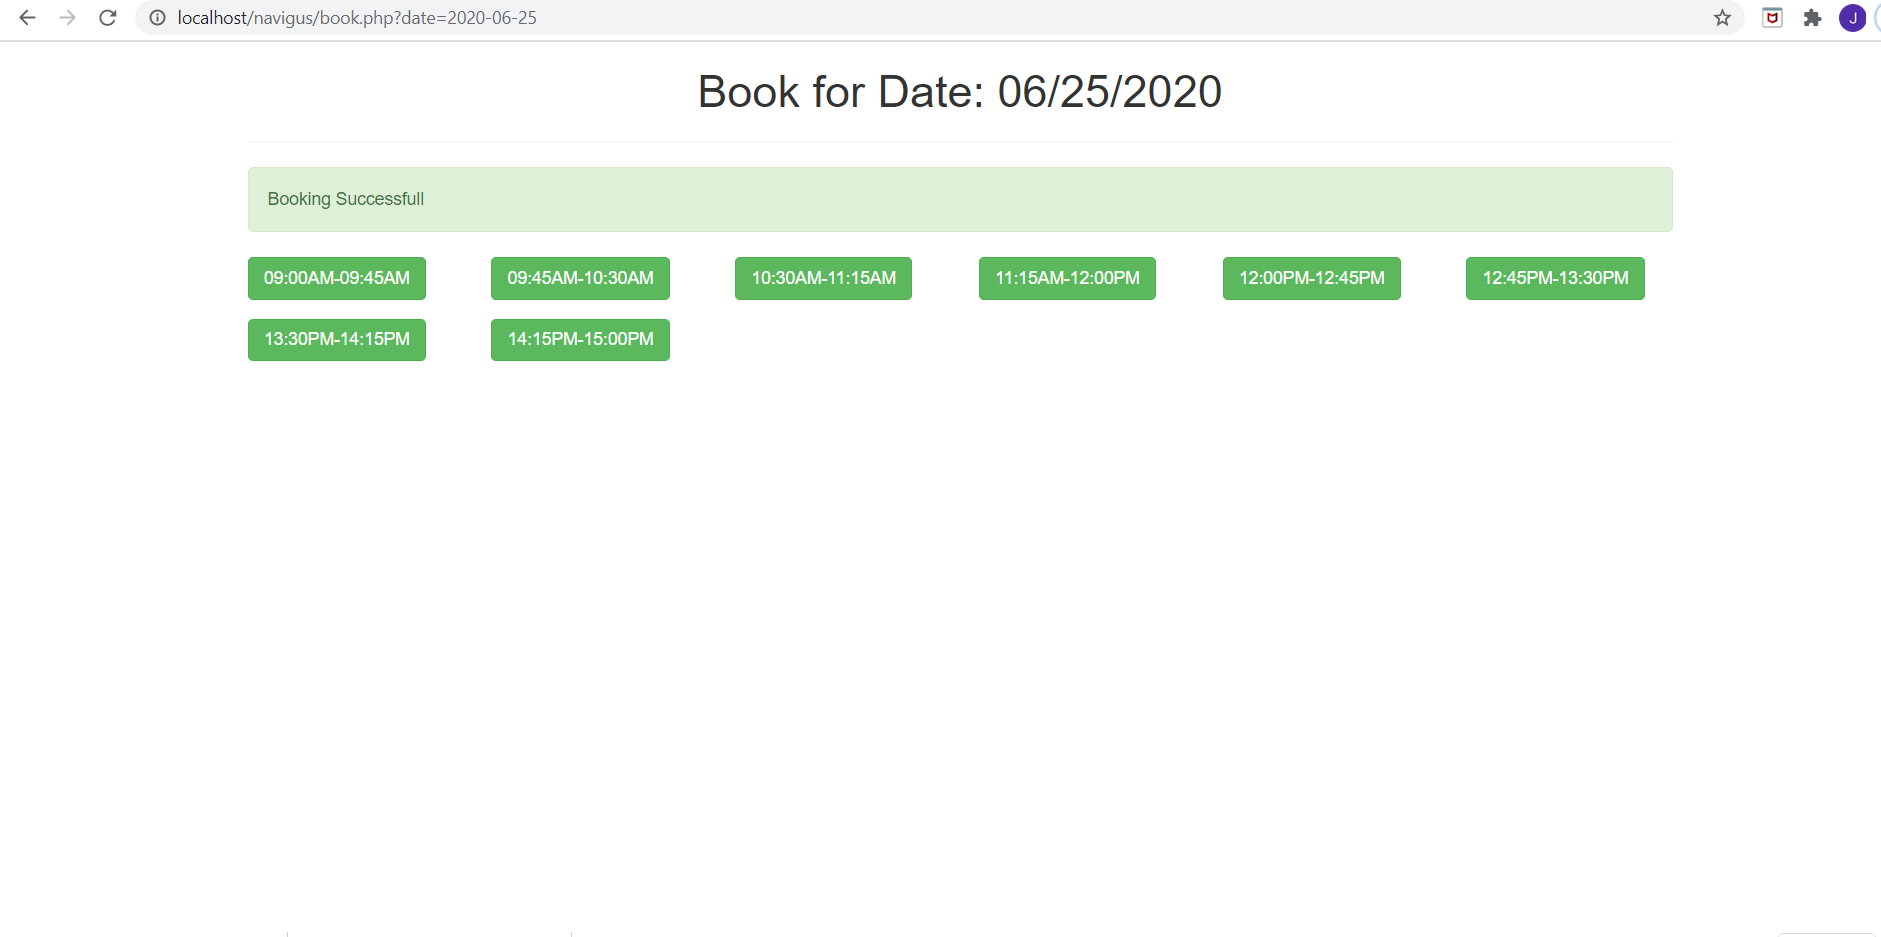 localhost/navigus/book.php?date=2020-06-25
J
Book for Date: 06/25/2020
Booking Successfull
09:00AM-09:45AM 09:45AM-10:30AM 10:30AM-11:15AM 11:15AM-12:00PM 12:00PM-12:45PM 12:45PM-13:30PM
13:30PM-14:15PM 14:15PM-15:00PM